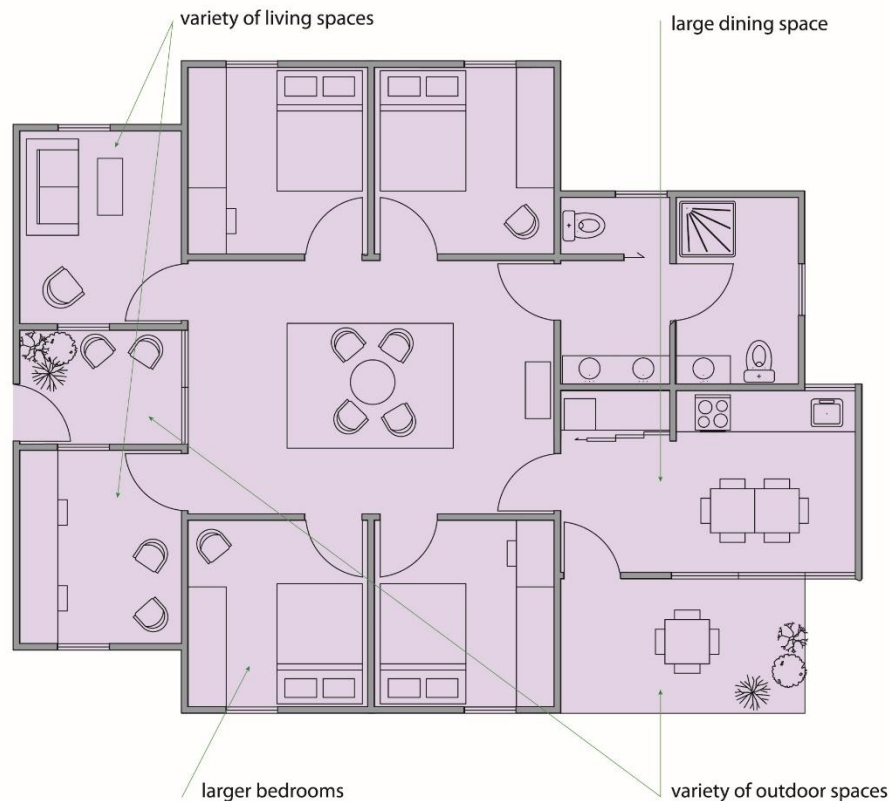 variety of living spaces
large dining space
larger bedrooms
variety of outdoor spaces